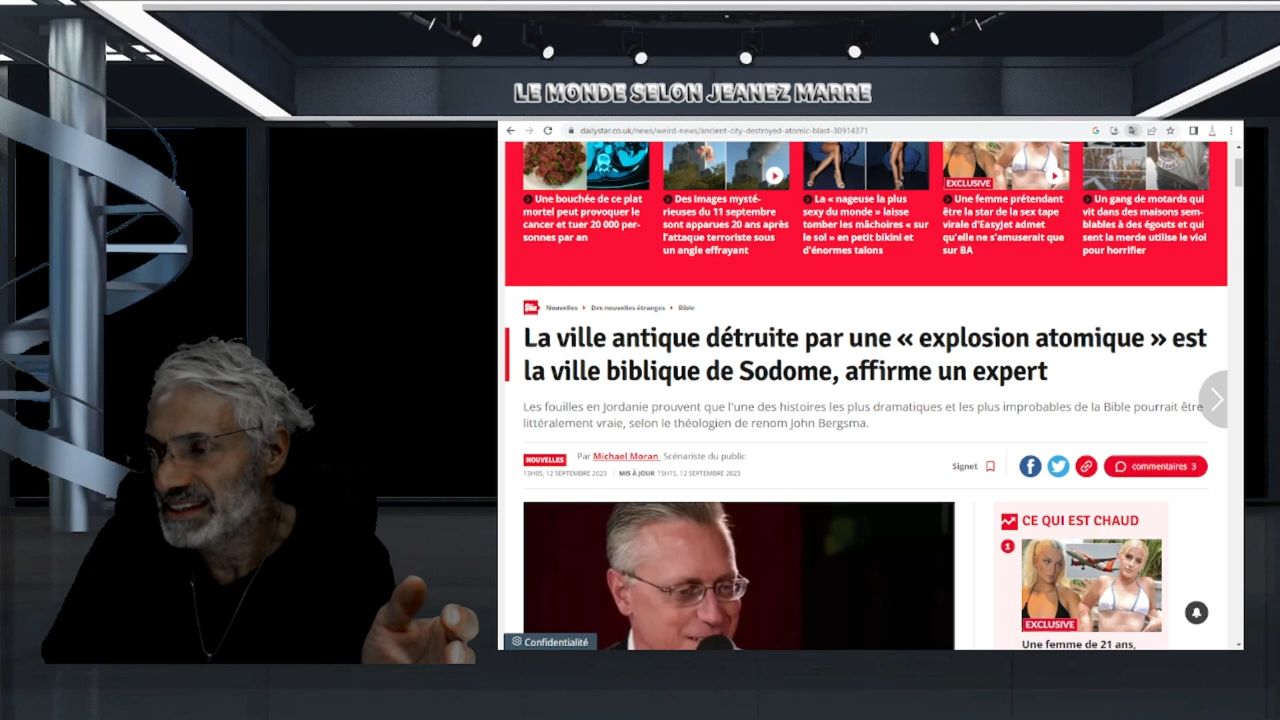 LE MONDE SELON JEANEZ MARRE
dailystar.co.uk/news/weird-news/ancient-city-destroyed-atomic-blast-30914371
EXCLUSIVE
Une bouchée de ce plat
mortel peut provoquer le
cancer et tuer 20 000 per-
sonnes par an
Des images mysté-
rieuses du 11 septembre
sont apparues 20 ans après
l'attaque terroriste sous
un angle effrayant
La « nageuse la plus
sexy du monde » laisse
tomber les mâchoires « sur
le sol » en petit bikini et
d'énormes talons
Une femme prétendant
être la star de la sex tape
virale d'EasyJet admet
qu'elle ne s'amuserait que
sur BA
Un gang de motards qui
vit dans des maisons sem-
blables à des égouts et qui
sent la merde utilise le viol
pour horrifier
Nouvelles
Des nouvelles étranges
Bible
La ville antique détruite par une « explosion atomique » est
la ville biblique de Sodome, affirme un expert
Les fouilles en Jordanie prouvent que l'une des histoires les plus dramatiques et les plus improbables de la Bible pourrait être
littéralement vraie, selon le théologien de renom John Bergsma.
NOUVELLES
Par Michael Moran, Scénariste du public
13H05, 12 SEPTEMBRE 2023 | MIS À JOUR 15H15, 12 SEPTEMBRE 2023
Signet
commentaires 3
CE QUI EST CHAUD
1
EXCLUSIVE
Une femme de 21 ans,
Confidentialité